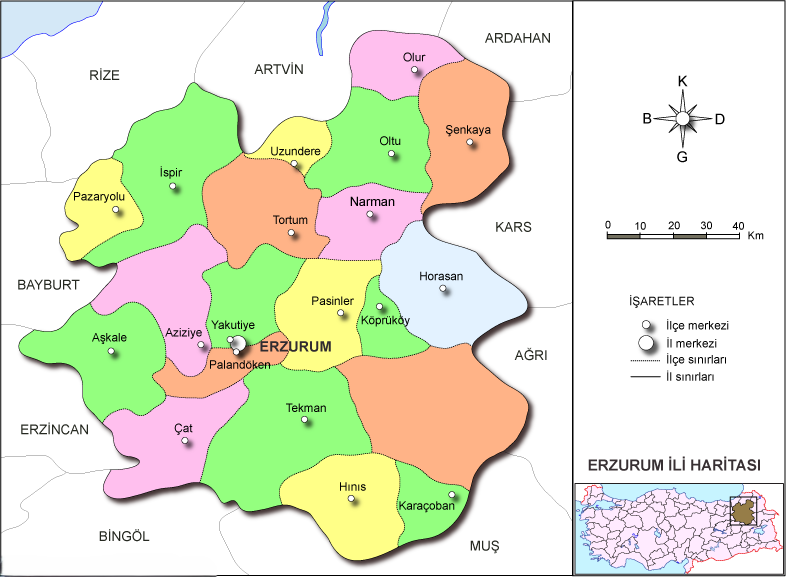 ARDAHAN
RİZE
ARTVİN
Olur
Şenkaya
Oltu
Uzundere
İspir
Pazaryolu
Narman
Tortum
KARS
BAYBURT
Horasan
Pasinler
Köprüköy
Yakutiye
Aziziye
Aşkale
ERZURUM
Palandöken
AĞRI
Tekman
Çat
ERZİNCAN
Hınıs
Karaçoban
BİNGÖL
MUŞ
K
B
D
G
0 10 20 30 40
Km
İŞARETLER
İlçe merkezi
İl merkezi
İlçe sınırları
İl sınırları
ERZURUM İLİ HARİTASI